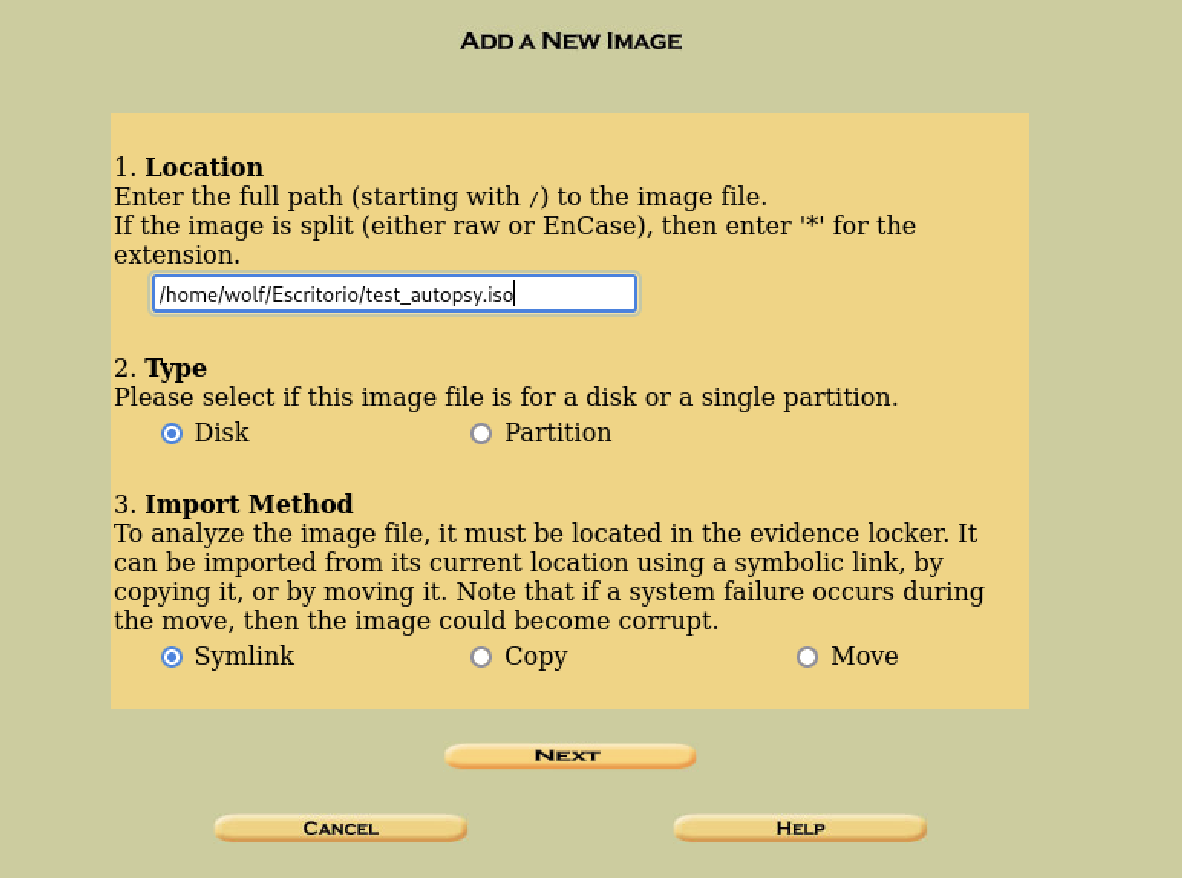 ADD A NEW IMAGE
1. Location
Enter the full path (starting with /) to the image file.
If the image is split (either raw or EnCase), then enter '*' for the
extension.
/home/wolf/Escritorio/test_autopsy.iso
2. Type
Please select if this image file is for a disk or a single partition.
Disk Partition
3. Import Method
To analyze the image file, it must be located in the evidence locker. It
can be imported from its current location using a symbolic link, by
copying it, or by moving it. Note that if a system failure occurs during
the move, then the image could become corrupt.
Symlink Copy Move
NEXT
CANCEL HELP